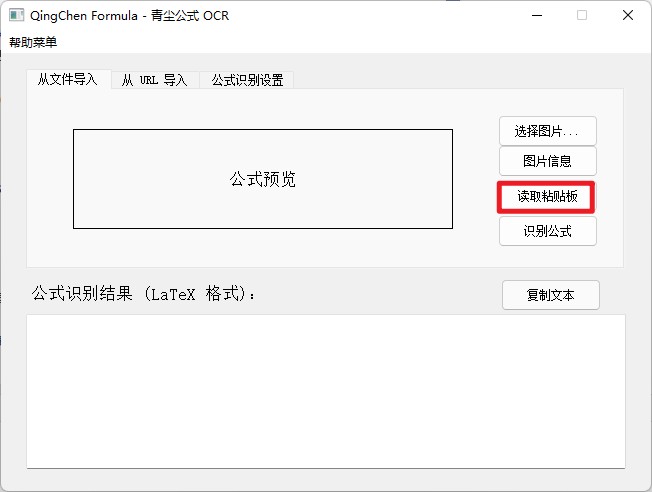 QingChen Formula - 青尘公式 OCR
帮助菜单
从文件导入 从 URL 导入 公式识别设置
公式预览
选择图片...
图片信息
读取粘贴板
识别公式
公式识别结果 (LaTeX 格式):
复制文本